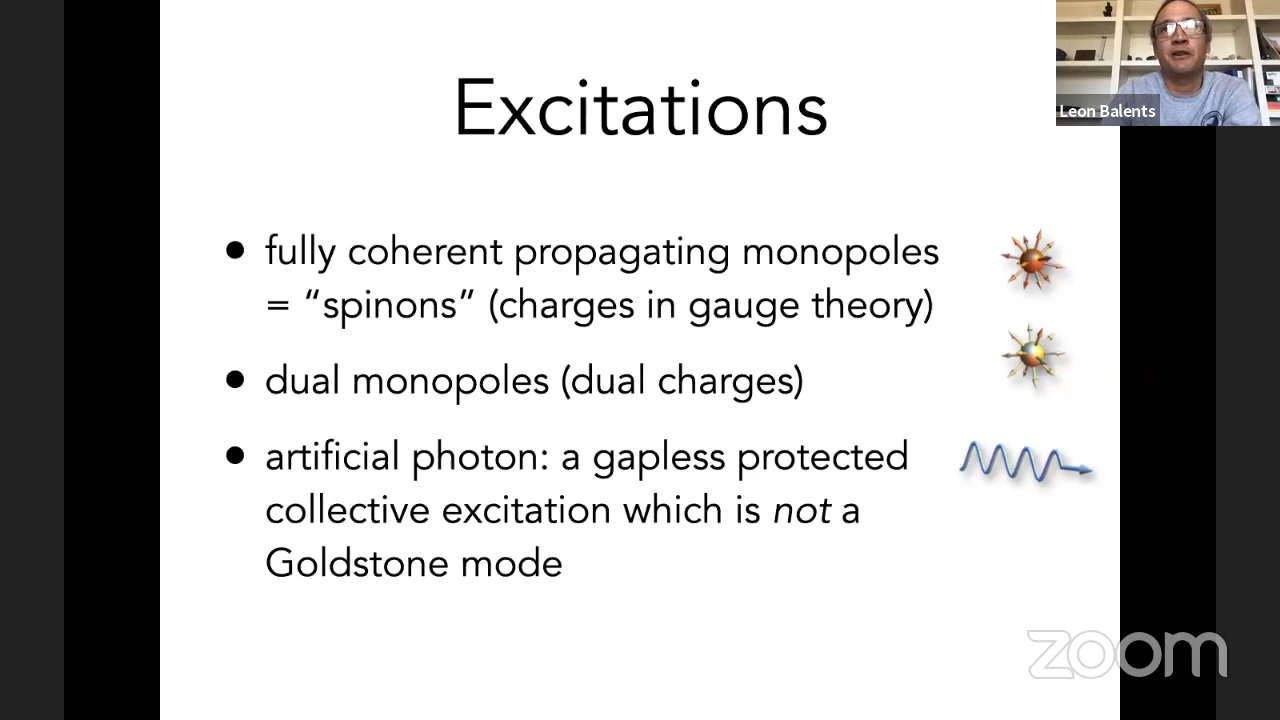 Leon Balents
Excitations
• fully coherent propagating monopoles
= “spinons” (charges in gauge theory)
• dual monopoles (dual charges)
• artificial photon: a gapless protected
collective excitation which is not a
Goldstone mode
zoom